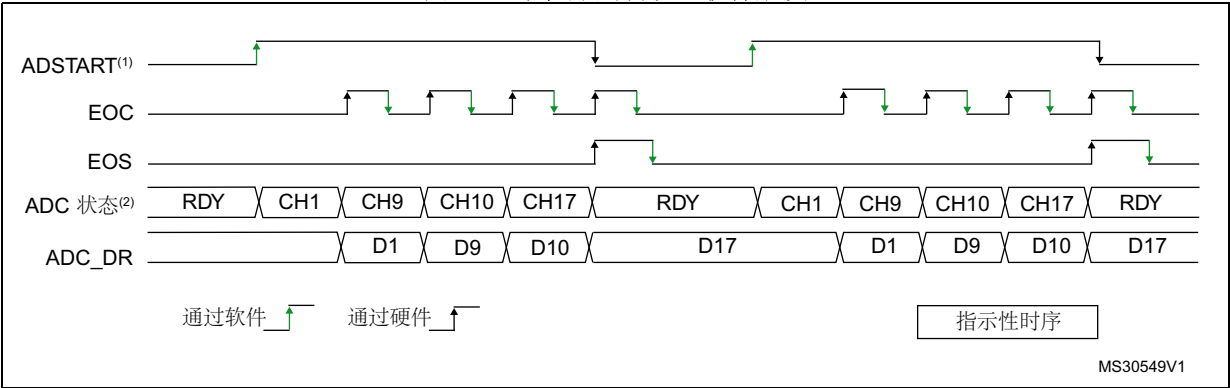 ADSTART(1)
EOC
EOS
ADC 状态(2) RDY CH1 CH9 CH10 CH17 RDY CH1 CH9 CH10 CH17 RDY
ADC_DR D1 D9 D10 D17 D1 D9 D10 D17
通过软件 通过硬件 指示性时序
MS30549V1